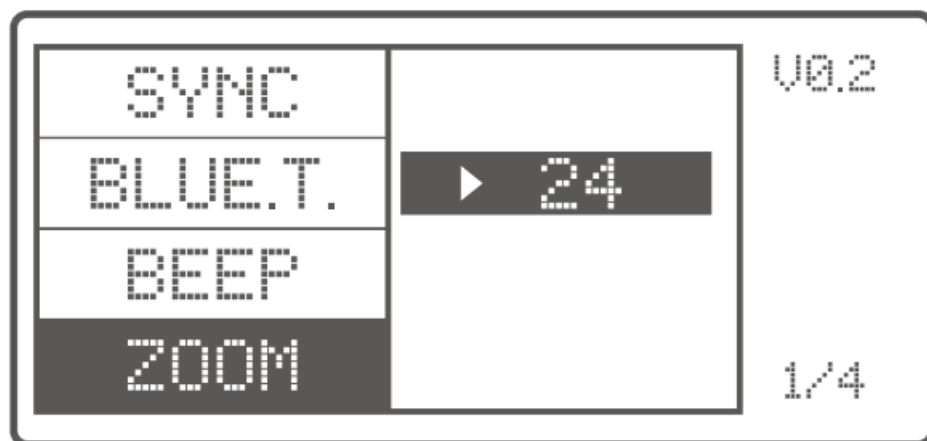 SYNC
BLUE.T.
BEEP
ZOOM
▶ 24
V0.2
1/4